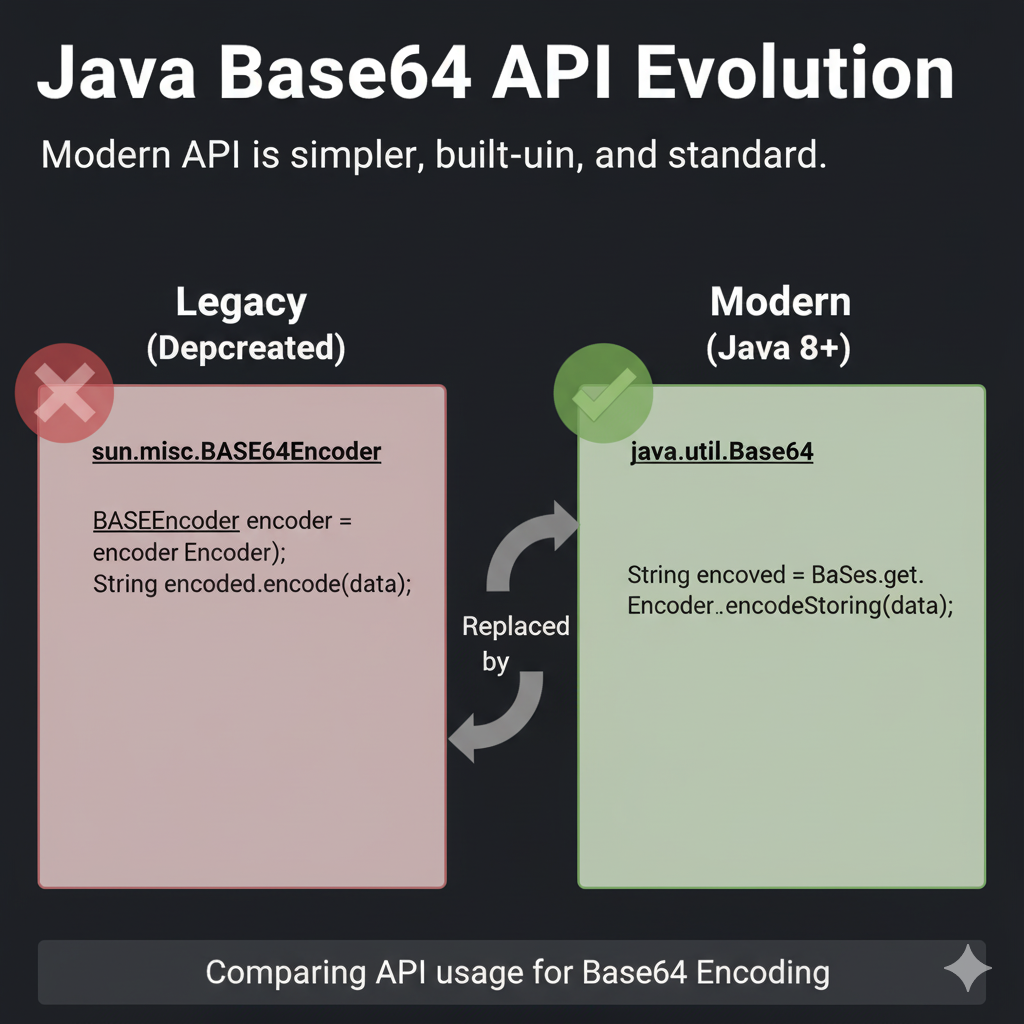 Java Base64 API Evolution
Modern API is simpler, built-uin, and standard.
Legacy
(Depcreated)
sun.misc.BASE64Encoder
BASEEncoder encoder =
encoder Encoder);
String encoded.encode(data);
Replaced
by
Modern
(Java 8+)
java.util.Base64
String encoved = BaSes.get.
Encoder..encodeStoring(data);
Comparing API usage for Base64 Encoding